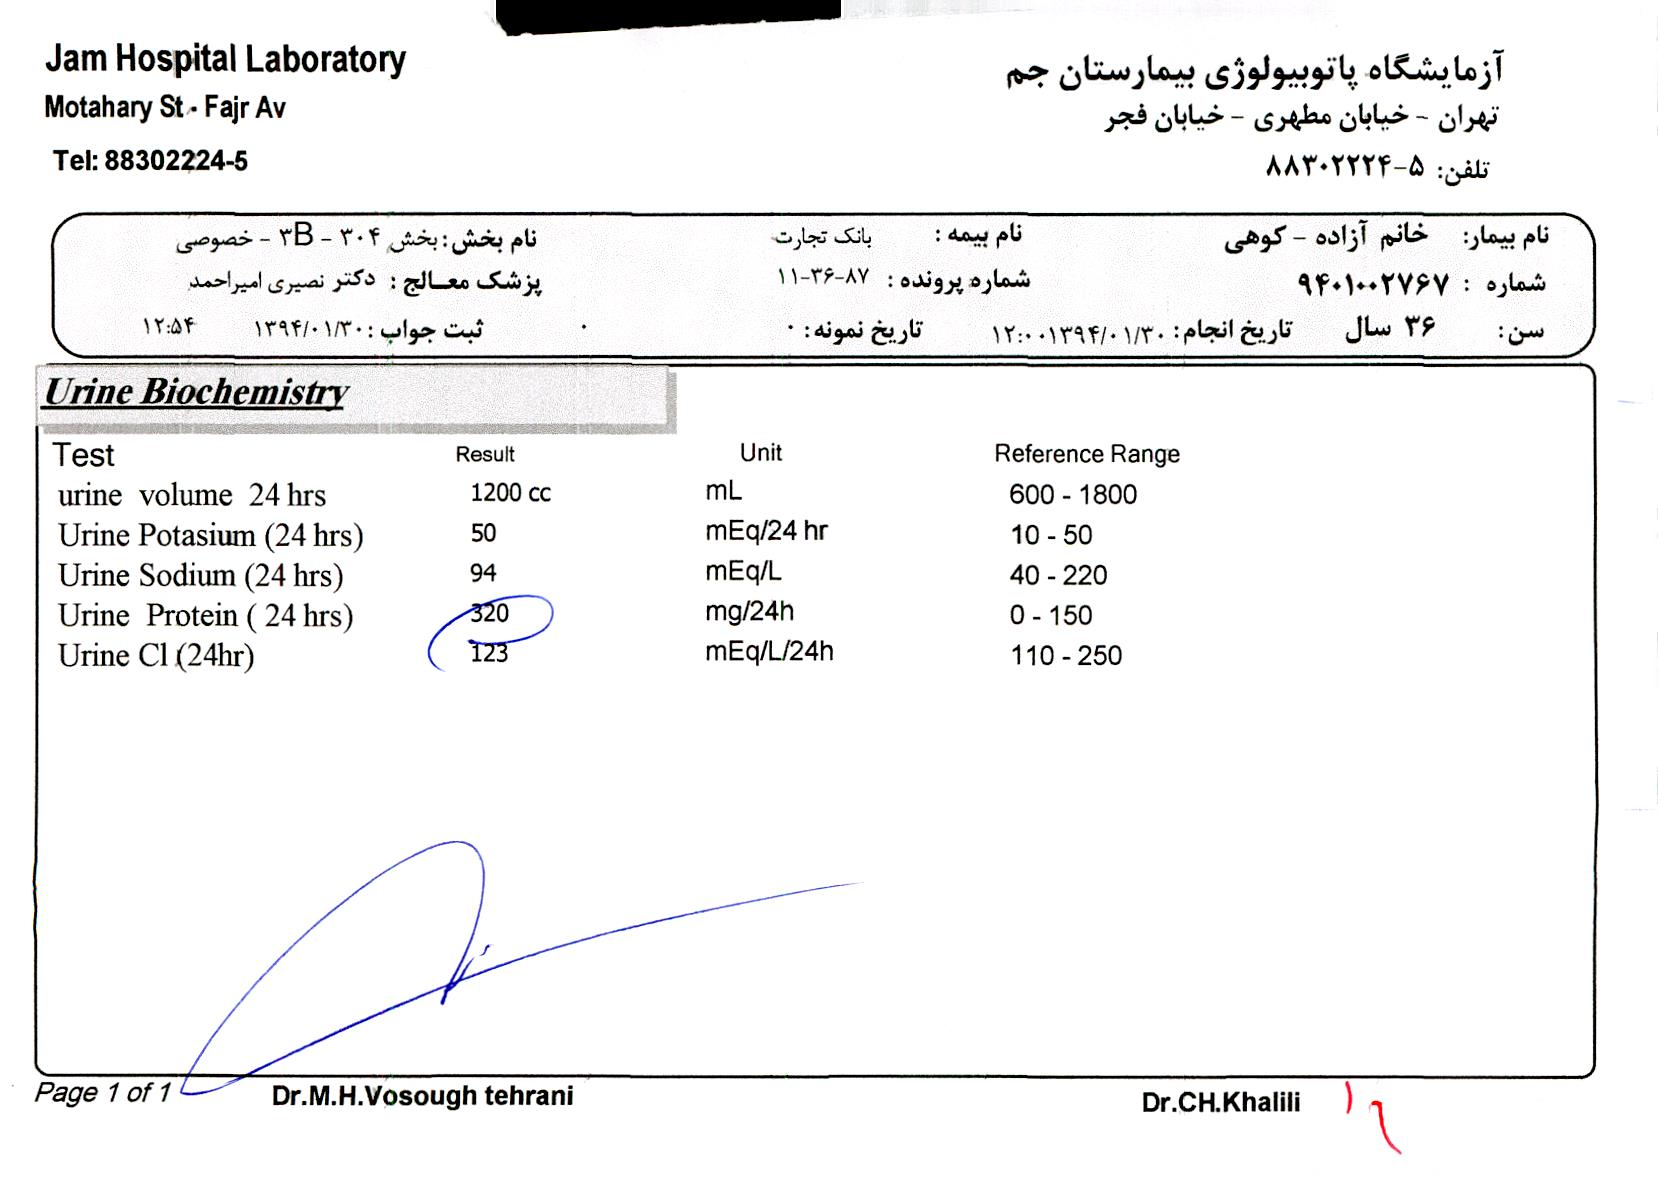 Jam Hospital Laboratory
Motahary St - Fajr Av
Tel: 88302224-5
آزمایشگاه پاتوبیولوژی بیمارستان جم
تهران - خیابان مطهری - خیابان فجر
تلفن: ۸۸۳۰۲۲۲۴-۵
نام بیمار: خانم آزاده - کوهی نام بیمه : بانک تجارت نام بخش: بخش ۳۰۴ - ۳B - خصوصی
شماره : ۹۴۰۱۰۰۲۷۶۷ شماره پرونده : ۱۱-۳۶-۸۷ پزشک معالج : دکتر نصیری امیراحمد
سن: ۳۶ سال تاریخ انجام : ۱۳۹۴/۰۱/۳۰ ۱۲:۰۰ تاریخ نمونه: ۰ ۰ ثبت جواب : ۱۳۹۴/۰۱/۳۰ ۱۲:۵۴
Urine Biochemistry
Test Result Unit Reference Range
urine volume 24 hrs 1200 cc mL 600 - 1800
Urine Potasium (24 hrs) 50 mEq/24 hr 10 - 50
Urine Sodium (24 hrs) 94 mEq/L 40 - 220
Urine Protein ( 24 hrs) 320 mg/24h 0 - 150
Urine Cl (24hr) 123 mEq/L/24h 110 - 250
Page 1 of 1 Dr.M.H.Vosough tehrani Dr.CH.Khalili ۱۹